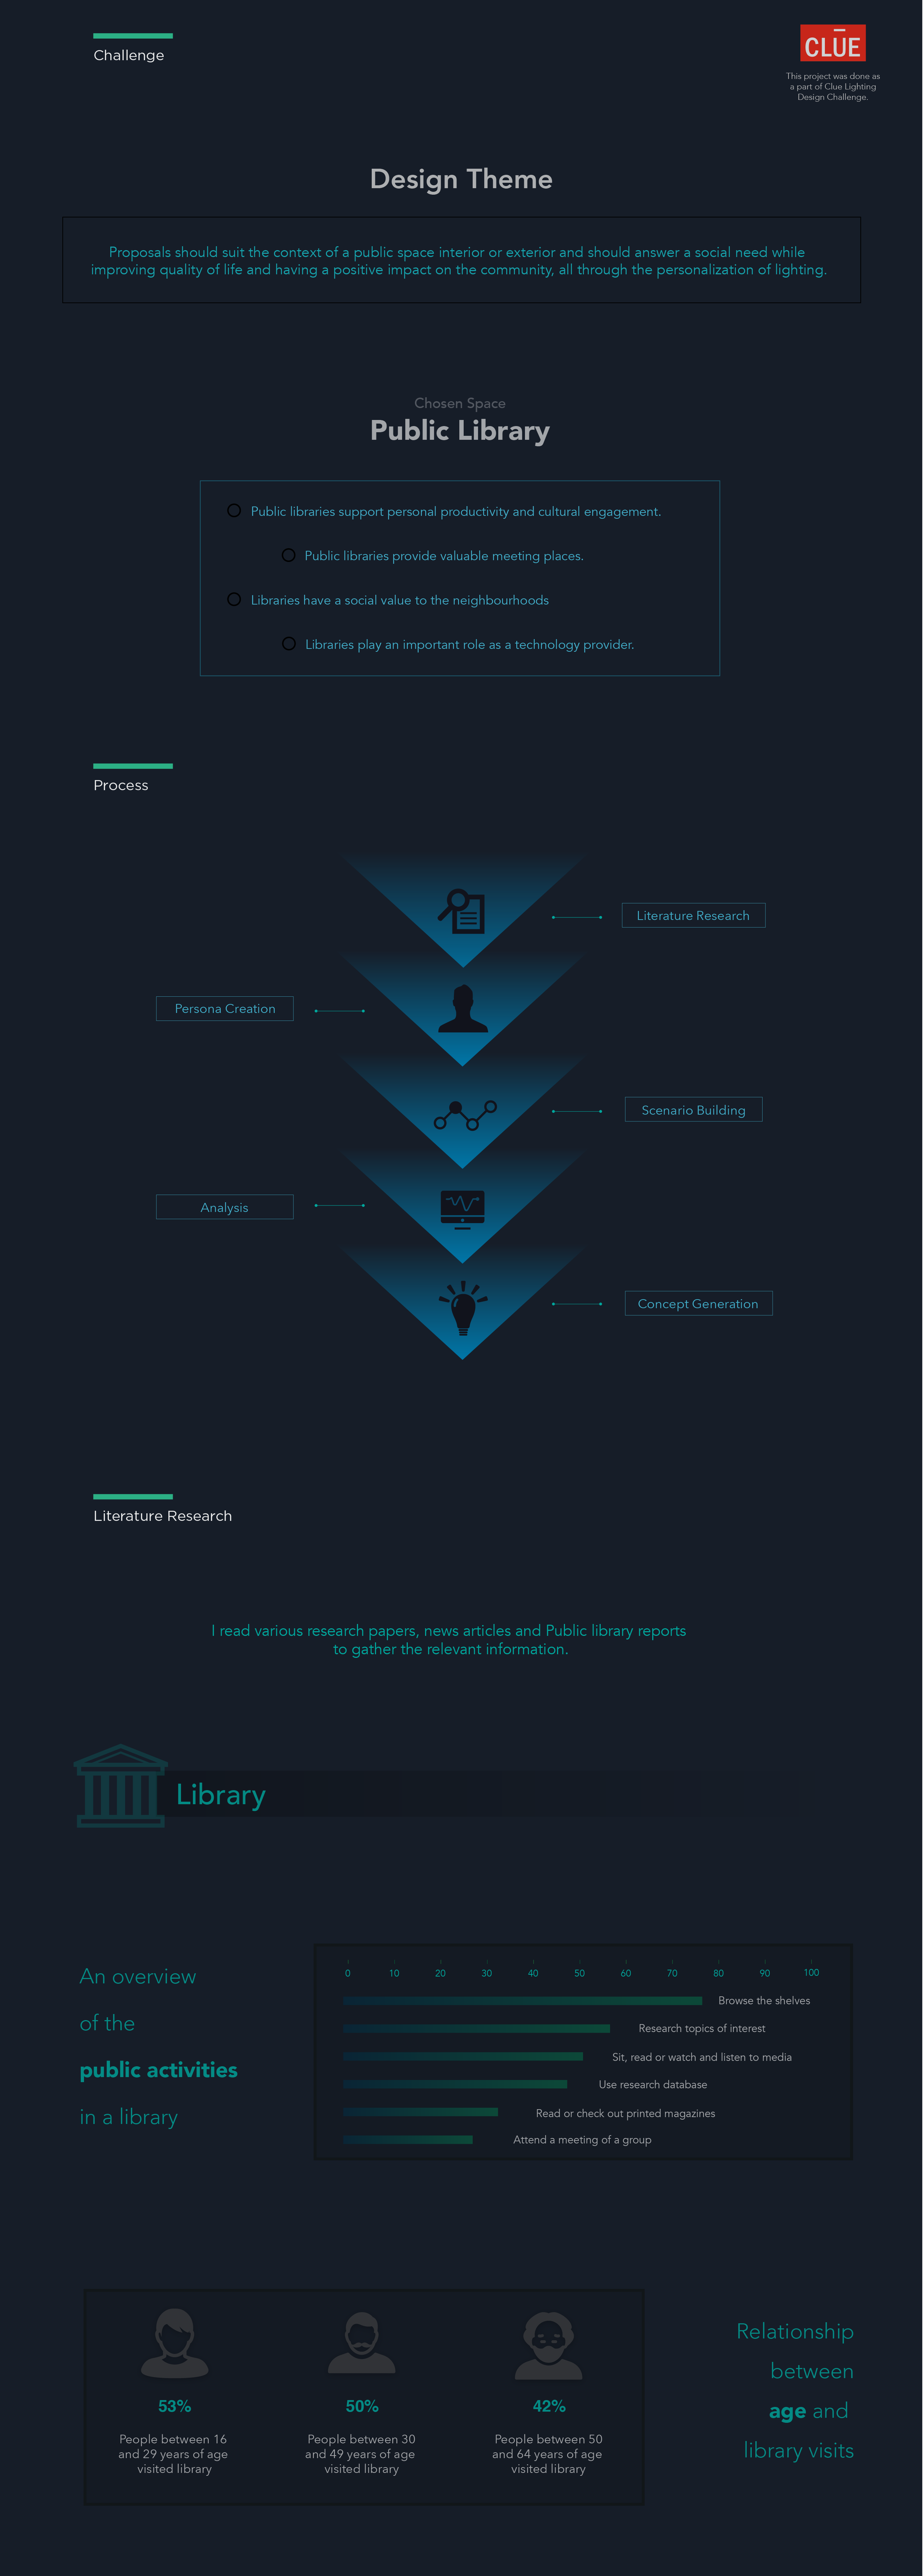 Challenge
CLUE
This project was done as
a part of Clue Lighting
Design Challenge.
Design Theme
Proposals should suit the context of a public space interior or exterior and should answer a social need while
improving quality of life and having a positive impact on the community, all through the personalization of lighting.
Chosen Space
Public Library
Public libraries support personal productivity and cultural engagement.
Public libraries provide valuable meeting places.
Libraries have a social value to the neighbourhoods
Libraries play an important role as a technology provider.
Process
Literature Research
Persona Creation
Scenario Building
Analysis
Concept Generation
Literature Research
I read various research papers, news articles and Public library reports
to gather the relevant information.
Library
An overview
of the
public activities
in a library
0 10 20 30 40 50 60 70 80 90 100
Browse the shelves
Research topics of interest
Sit, read or watch and listen to media
Use research database
Read or check out printed magazines
Attend a meeting of a group
53%
People between 16
and 29 years of age
visited library
50%
People between 30
and 49 years of age
visited library
42%
People between 50
and 64 years of age
visited library
Relationship
between
age and
library visits